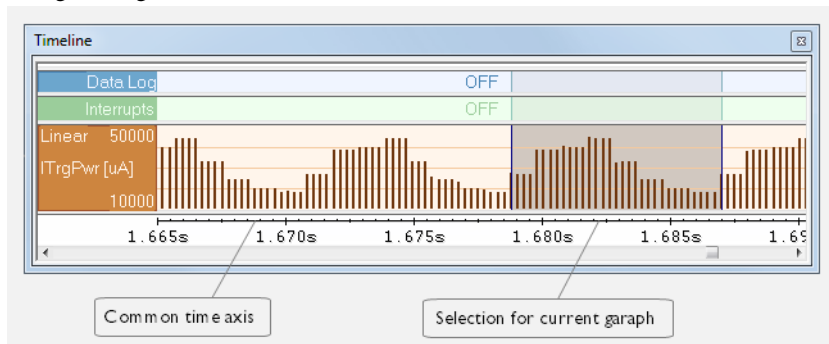 Timeline
Data Log OFF
Interrupts OFF
Linear 50000
ITrgPwr [uA]
10000
1.665s 1.670s 1.675s 1.680s 1.685s
Common time axis
Selection for current garaph